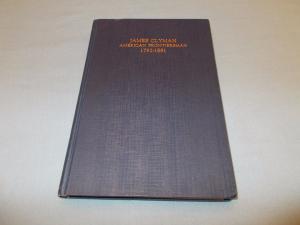 JAMES CLYMAN
AMERICAN FRONTIERSMAN
1792-1881